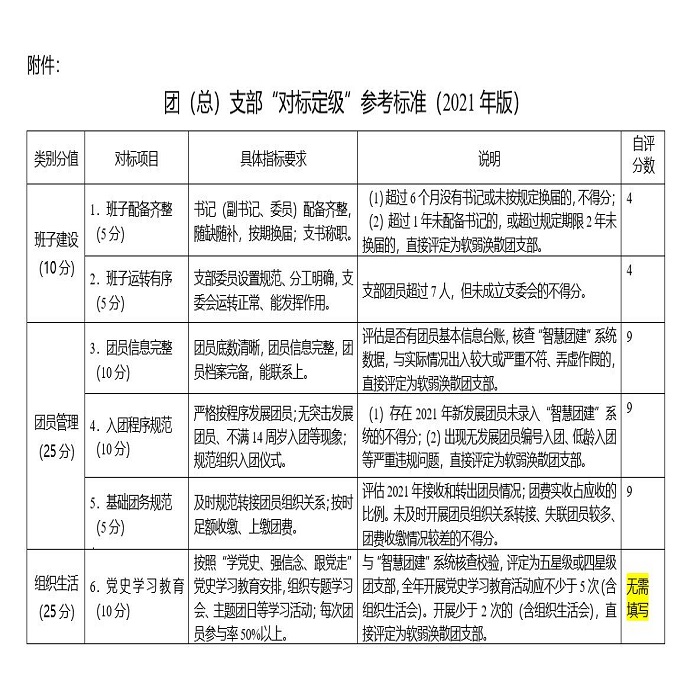 附件：
团（总）支部“对标定级”参考标准（2021 年版）
类别分值 对标项目 具体指标要求 说明 自评
分数
班子建设
(10 分)
1．班子配备齐整
(5 分)
书记（副书记、委员）配备齐整，
随缺随补，按期换届；支书称职。
(1) 超过 6 个月没有书记或未按规定换届的, 不得分；
(2）超过 1 年未配备书记的，或超过规定期限 2 年未
换届的，直接评定为软弱涣散团支部。
4
2．班子运转有序
(5 分)
支部委员设置规范、分工明确，支
委会运转正常、能发挥作用。
支部团员超过 7 人，但未成立支委会的不得分。
4
团员管理
(25 分)
3．团员信息完整
(10 分)
团员底数清晰，团员信息完整，团
员档案完备，能联系上。
评估是否有团员基本信息台账，核查“智慧团建”系统
数据，与实际情况出入较大或严重不符、弄虚作假的，
直接评定为软弱涣散团支部。
9
4．入团程序规范
(10 分)
严格按程序发展团员；无突击发展
团员、不满 14 周岁入团等现象；
规范组织入团仪式。
（1）存在 2021 年新发展团员未录入“智慧团建”系
统的不得分；(2）出现无发展团员编号入团、低龄入团
等严重违规问题，直接评定为软弱涣散团支部。
9
5．基础团务规范
(5 分)
及时规范转接团员组织关系；按时
足额收缴、上缴团费。
评估 2021 年接收和转出团员情况；团费实收占应收的
比例。未及时开展团员组织关系转接、失联团员较多、
团费收缴情况较差的不得分。
9
组织生活
(25 分)
6．党史学习教育
(10 分)
按照“学党史、强信念、跟党走”
党史学习教育安排, 组织专题学习
会、主题团日等学习活动；每次团
员参与率 50%以上。
与“智慧团建”系统核查校验，评定为五星级或四星级
团支部, 全年开展党史学习教育活动应不少于 5 次(含
组织生活会)。开展少于 2 次的（含组织生活会），直
接评定为软弱涣散团支部。
无需
填写